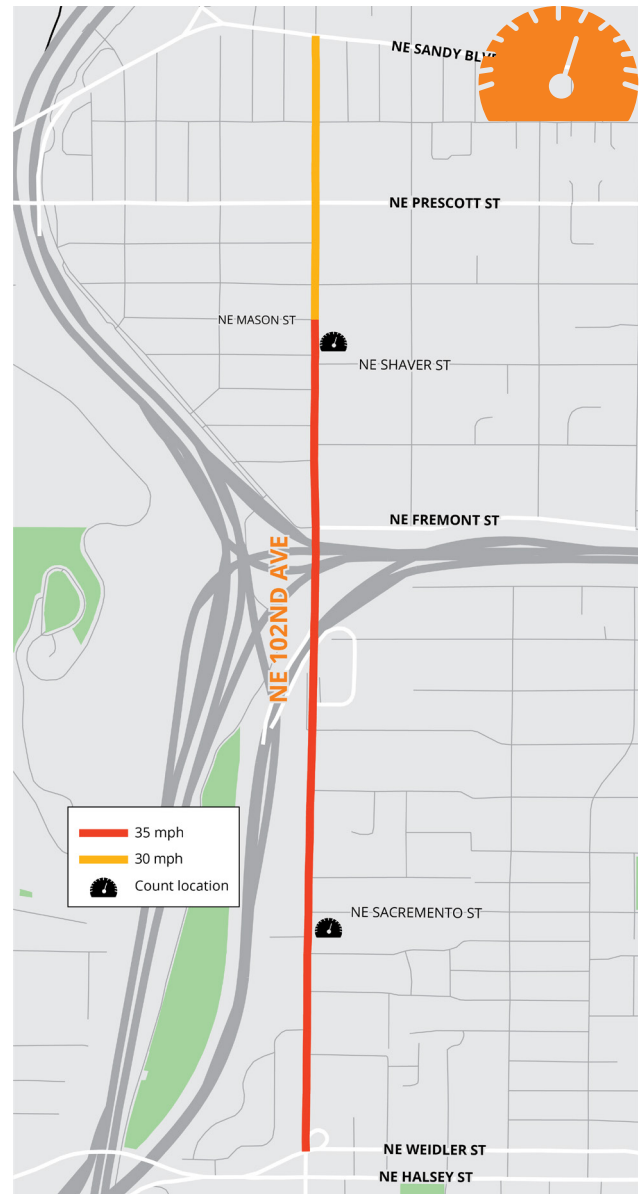 NE SANDY BLVD
NE PRESCOTT ST
NE MASON ST
NE SHAVER ST
NE FREMONT ST
NE 102ND AVE
35 mph
30 mph
Count location
NE SACREMENTO ST
NE WEIDLER ST
NE HALSEY ST